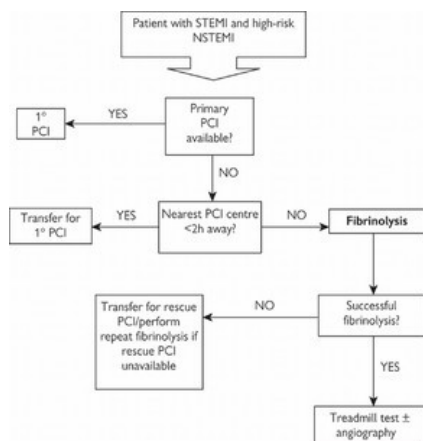 Patient with STEMI and high-risk
NSTEMI
Primary
PCI
available?
YES
1°
PCI
NO
Nearest PCI centre
<2h away?
YES
Transfer for
1° PCI
NO
Fibrinolysis
Successful
fibrinolysis?
NO
Transfer for rescue
PCI/perform
repeat fibrinolysis if
rescue PCI
unavailable
YES
Treadmill test ±
angiography